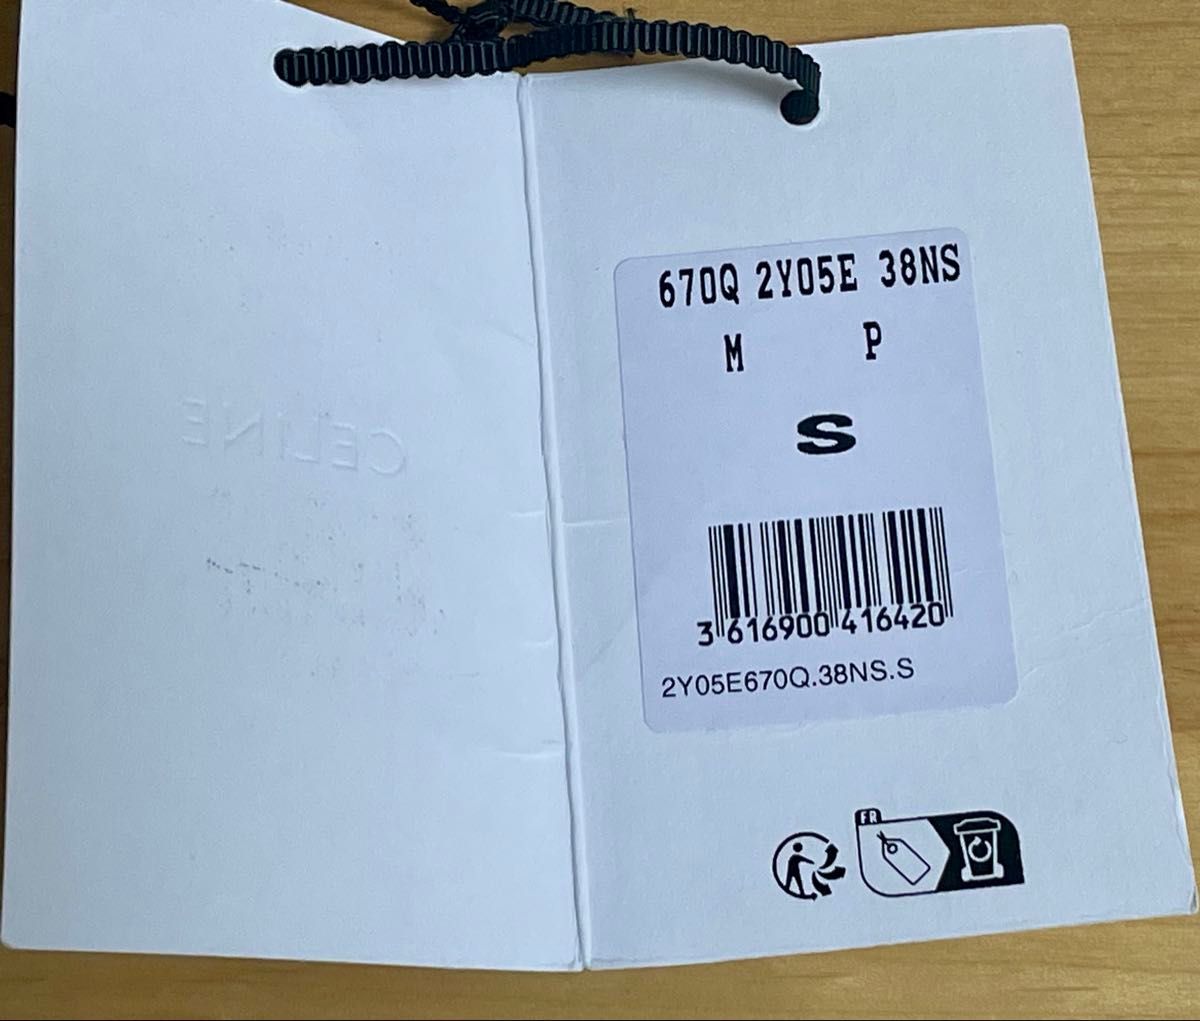 CELINE
670Q 2Y05E 38NS
M P
S
3 616900 416420
2Y05E670Q.38NS.S
FR